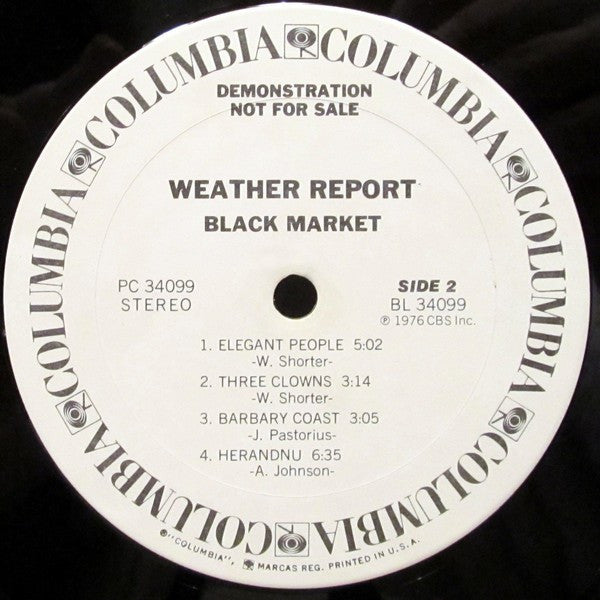 COLUMBIA COLUMBIA COLUMBIA COLUMBIA COLUMBIA COLUMBIA COLUMBIA COLUMBIA
DEMONSTRATION
NOT FOR SALE
WEATHER REPORT
BLACK MARKET
PC 34099
STEREO
SIDE 2
BL 34099
℗ 1976 CBS Inc.
1. ELEGANT PEOPLE 5:02
-W. Shorter-
2. THREE CLOWNS 3:14
-W. Shorter-
3. BARBARY COAST 3:05
-J. Pastorius-
4. HERANDNU 6:35
-A. Johnson-
®"COLUMBIA", MARCAS REG. PRINTED IN U.S.A.